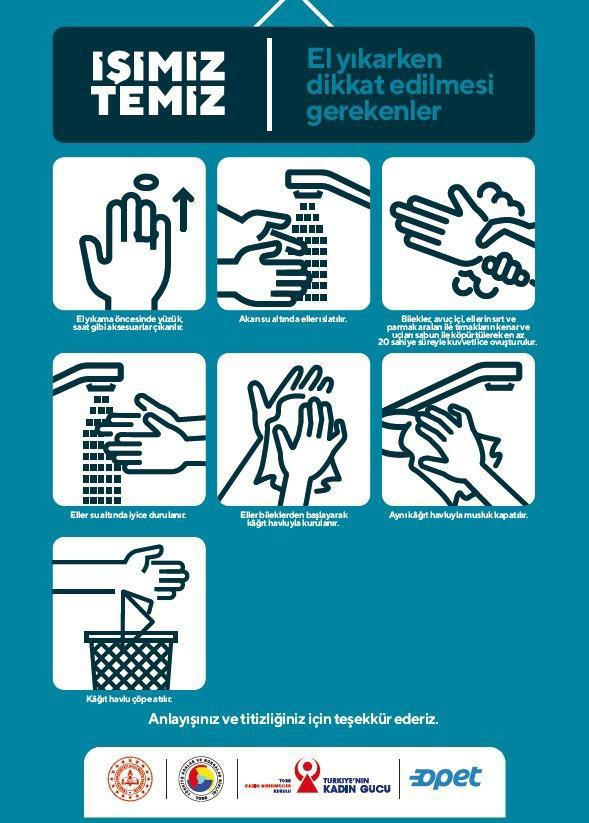 İŞİMİZ
TEMİZ
El yıkarken
dikkat edilmesi
gerekenler
El yıkama öncesinde yüzük,
saat gibi aksesuarlar çıkarılır.
Akan su altında eller ıslatılır.
Bilekler, avuç içi, ellerin sırt ve
parmak araları ile tırnakların kenar ve
uçları sabun ile köpürtülerek en az
20 saniye süreyle kuvvetlice ovuşturulur.
Eller su altında iyice durulanır.
Eller bileklerden başlayarak
kâğıt havluyla kurulanır.
Aynı kâğıt havluyla musluk kapatılır.
Kâğıt havlu çöpe atılır.
Anlayışınız ve titizliğiniz için teşekkür ederiz.
TOBB
KADIN GİRİŞİMCİLER
KURULU
TÜRKİYE'NİN
KADIN GÜCÜ
opet